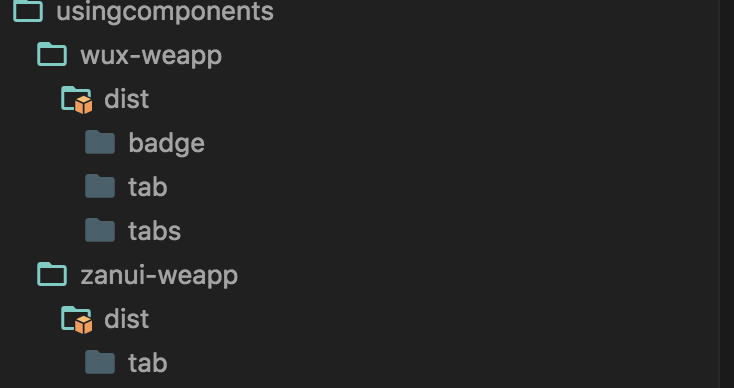 usingcomponents
wux-weapp
dist
badge
tab
tabs
zanui-weapp
dist
tab